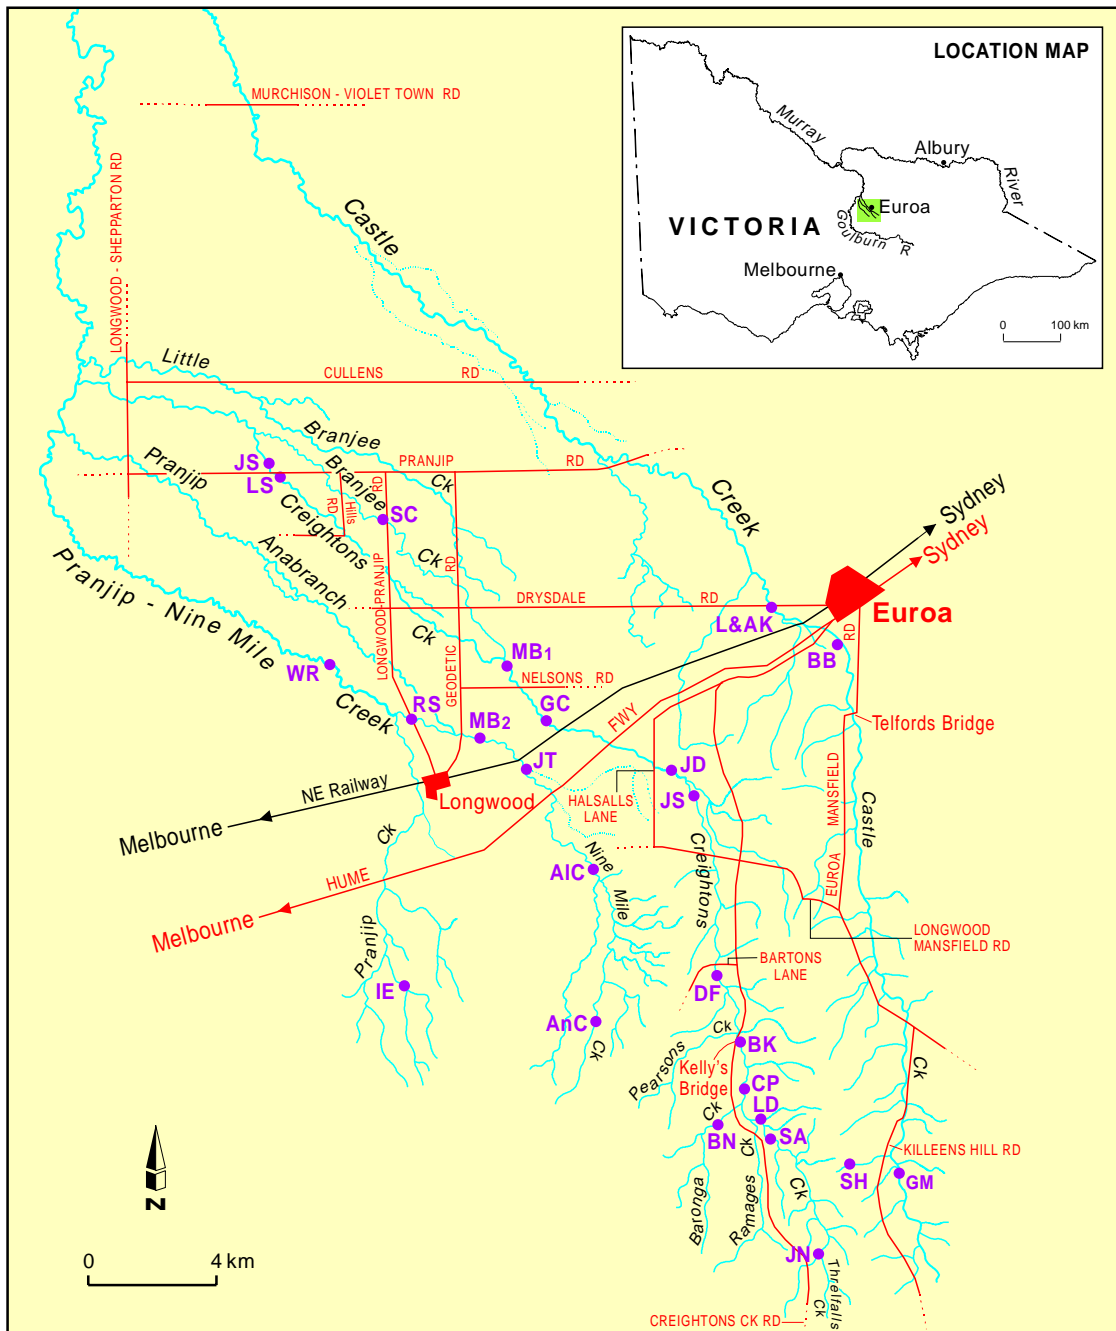 LOCATION MAP
Murray
Albury
River
Euroa
VICTORIA
Goulburn R
Melbourne
0 100 km
MURCHISON - VIOLET TOWN RD
LONGWOOD - SHEPPARTON RD
Castle
Little
CULLENS RD
Branjee
Ck
PRANJIP RD
Pranjip
JS
LS
Hills
RD
Branjee
RD
SC
Creek
Sydney
Sydney
Creightons
Anabranch
Ck
RD
Pranjip - Nine Mile
LONGWOOD-PRANJIP
DRYSDALE RD
L&AK
Euroa
RD
BB
Ck
MB1
WR
GEODETIC
NELSONS RD
Creek
RS
MB2
GC
FWY
Telfords Bridge
JT
JD
NE Railway
Longwood
HALSALLS
LANE
JS
MANSFIELD
Castle
Melbourne
Ck
HUME
Nine
Mile
AlC
Creightons
EUROA
Melbourne
LONGWOOD
MANSFIELD RD
Pranjip
BARTONS
LANE
IE
DF
AnC
Ck
Ck
BK
Pearsons
Kelly's
Bridge
Ck
CP
LD
Ck
BN
SA
Ck
KILLEENS HILL RD
Ck
SH
GM
Baronga
Ramages
JN
Threlfalls
Ck
N
0 4 km
CREIGHTONS CK RD